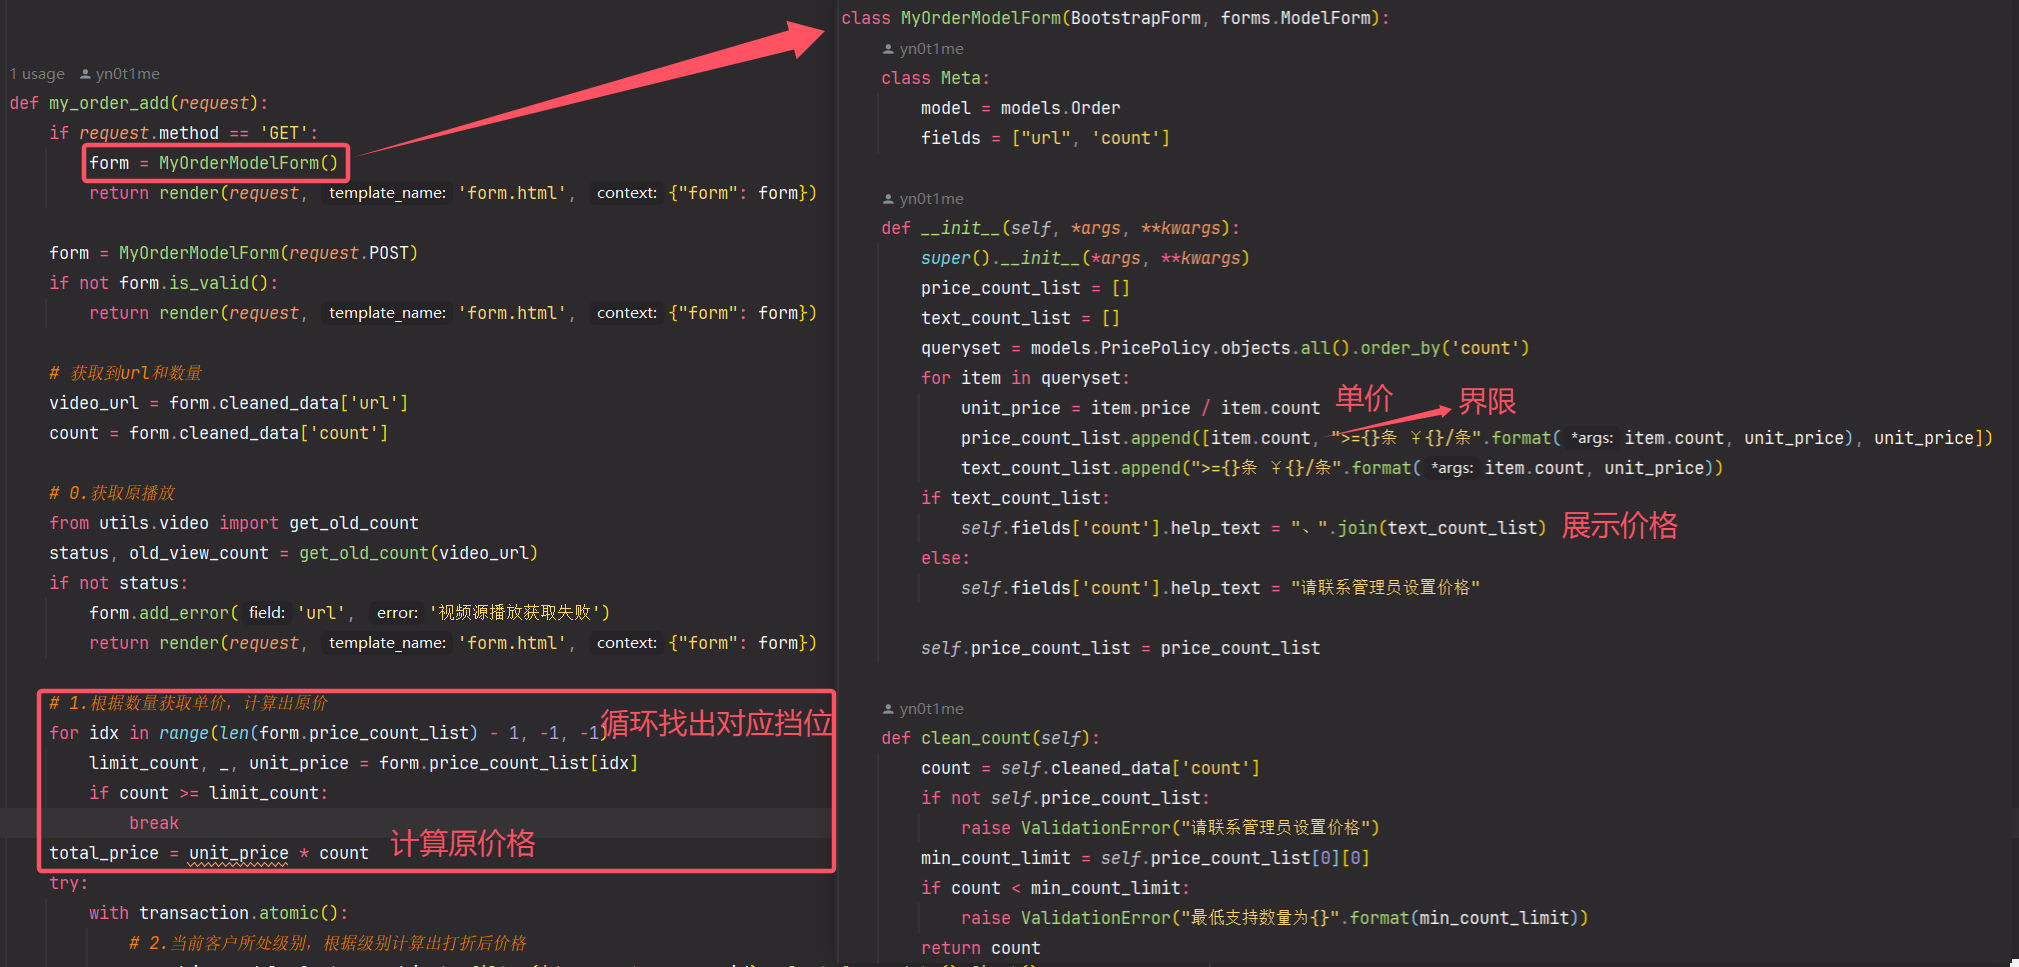 1 usage yn0t1me
def my_order_add(request):
if request.method == 'GET':
form = MyOrderModelForm()
return render(request, template_name: 'form.html', context: {"form": form})
form = MyOrderModelForm(request.POST)
if not form.is_valid():
return render(request, template_name: 'form.html', context: {"form": form})
# 获取到url和数量
video_url = form.cleaned_data['url']
count = form.cleaned_data['count']
# 0.获取原播放
from utils.video import get_old_count
status, old_view_count = get_old_count(video_url)
if not status:
form.add_error( field: 'url', error: '视频源播放获取失败')
return render(request, template_name: 'form.html', context: {"form": form})
# 1.根据数量获取单价，计算出原价
for idx in range(len(form.price_count_list) - 1, -1, -1)
循环找出对应挡位
limit_count, _, unit_price = form.price_count_list[idx]
if count >= limit_count:
break
total_price = unit_price * count
计算原价格
try:
with transaction.atomic():
# 2.当前客户所处级别，根据级别计算出打折后价格
class MyOrderModelForm(BootstrapForm, forms.ModelForm):
yn0t1me
class Meta:
model = models.Order
fields = ["url", 'count']
yn0t1me
def __init__(self, *args, **kwargs):
super().__init__(*args, **kwargs)
price_count_list = []
text_count_list = []
queryset = models.PricePolicy.objects.all().order_by('count')
for item in queryset:
unit_price = item.price / item.count
单价
界限
price_count_list.append([item.count, ">={}条 ￥{}/条".format( *args: item.count, unit_price), unit_price])
text_count_list.append(">={}条 ￥{}/条".format( *args: item.count, unit_price))
if text_count_list:
self.fields['count'].help_text = "、".join(text_count_list)
展示价格
else:
self.fields['count'].help_text = "请联系管理员设置价格"
self.price_count_list = price_count_list
yn0t1me
def clean_count(self):
count = self.cleaned_data['count']
if not self.price_count_list:
raise ValidationError("请联系管理员设置价格")
min_count_limit = self.price_count_list[0][0]
if count < min_count_limit:
raise ValidationError("最低支持数量为{}".format(min_count_limit))
return count